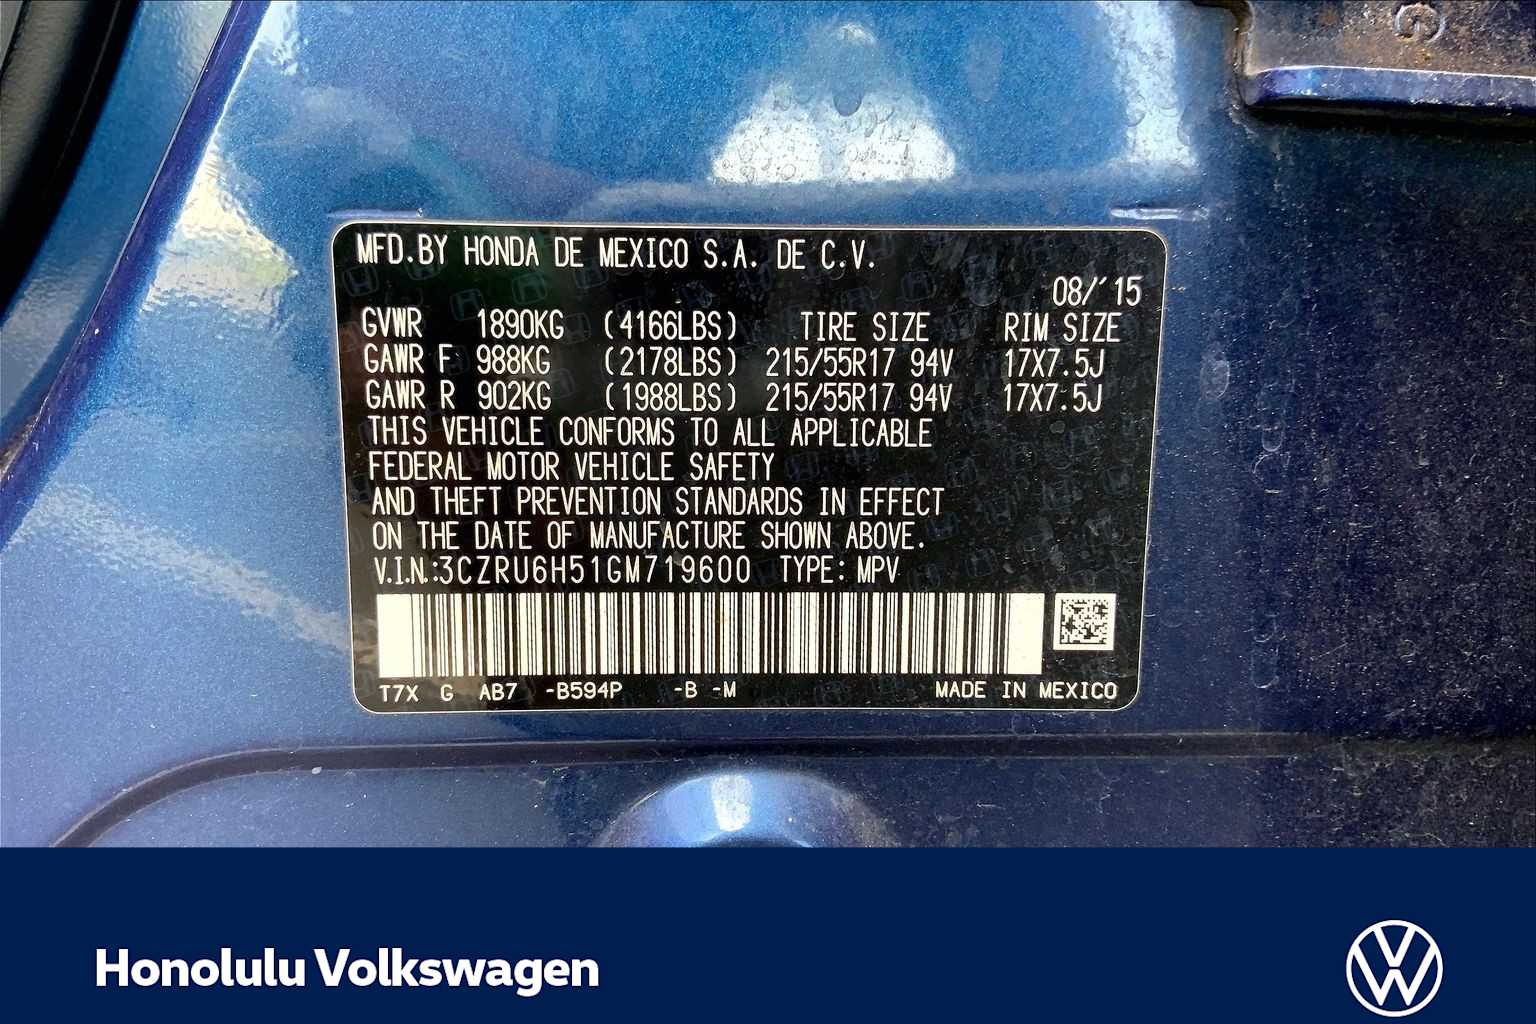 MFD.BY HONDA DE MEXICO S.A. DE C.V.
08/'15
GVWR 1890KG (4166LBS) TIRE SIZE RIM SIZE
GAWR F 988KG (2178LBS) 215/55R17 94V 17X7.5J
GAWR R 902KG (1988LBS) 215/55R17 94V 17X7.5J
THIS VEHICLE CONFORMS TO ALL APPLICABLE
FEDERAL MOTOR VEHICLE SAFETY
AND THEFT PREVENTION STANDARDS IN EFFECT
ON THE DATE OF MANUFACTURE SHOWN ABOVE.
V.I.N.:3CZRU6H51GM719600 TYPE: MPV
T7X G AB7 -B594P -B -M MADE IN MEXICO
Honolulu Volkswagen